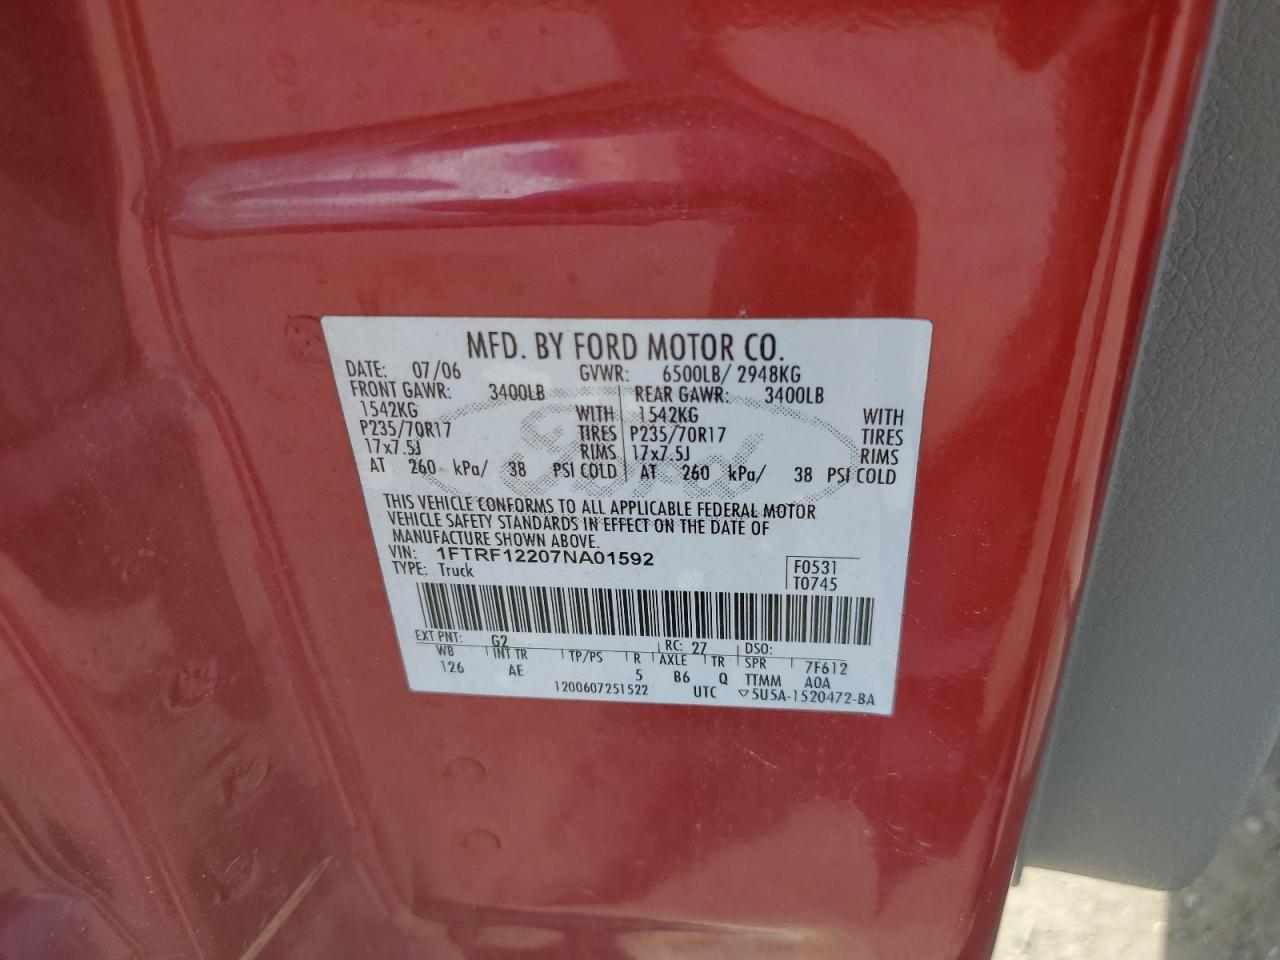 MFD. BY FORD MOTOR CO.
DATE: 07/06 GVWR: 6500LB/ 2948KG
FRONT GAWR: 3400LB REAR GAWR: 3400LB
1542KG WITH 1542KG WITH
P235/70R17 TIRES P235/70R17 TIRES
17x7.5J RIMS 17x7.5J RIMS
AT 260 kPa/ 38 PSI COLD AT 260 kPa/ 38 PSI COLD
Ford
THIS VEHICLE CONFORMS TO ALL APPLICABLE FEDERAL MOTOR
VEHICLE SAFETY STANDARDS IN EFFECT ON THE DATE OF
MANUFACTURE SHOWN ABOVE.
VIN: 1FTRF12207NA01592 F0531
TYPE: Truck T0745
EXT PNT: G2 RC: 27 DSO:
WB INT TR TP/PS R AXLE TR SPR 7F612
126 AE 5 B6 Q TTMM A0A
1200607251522 UTC ▽5U5A-1520472-BA